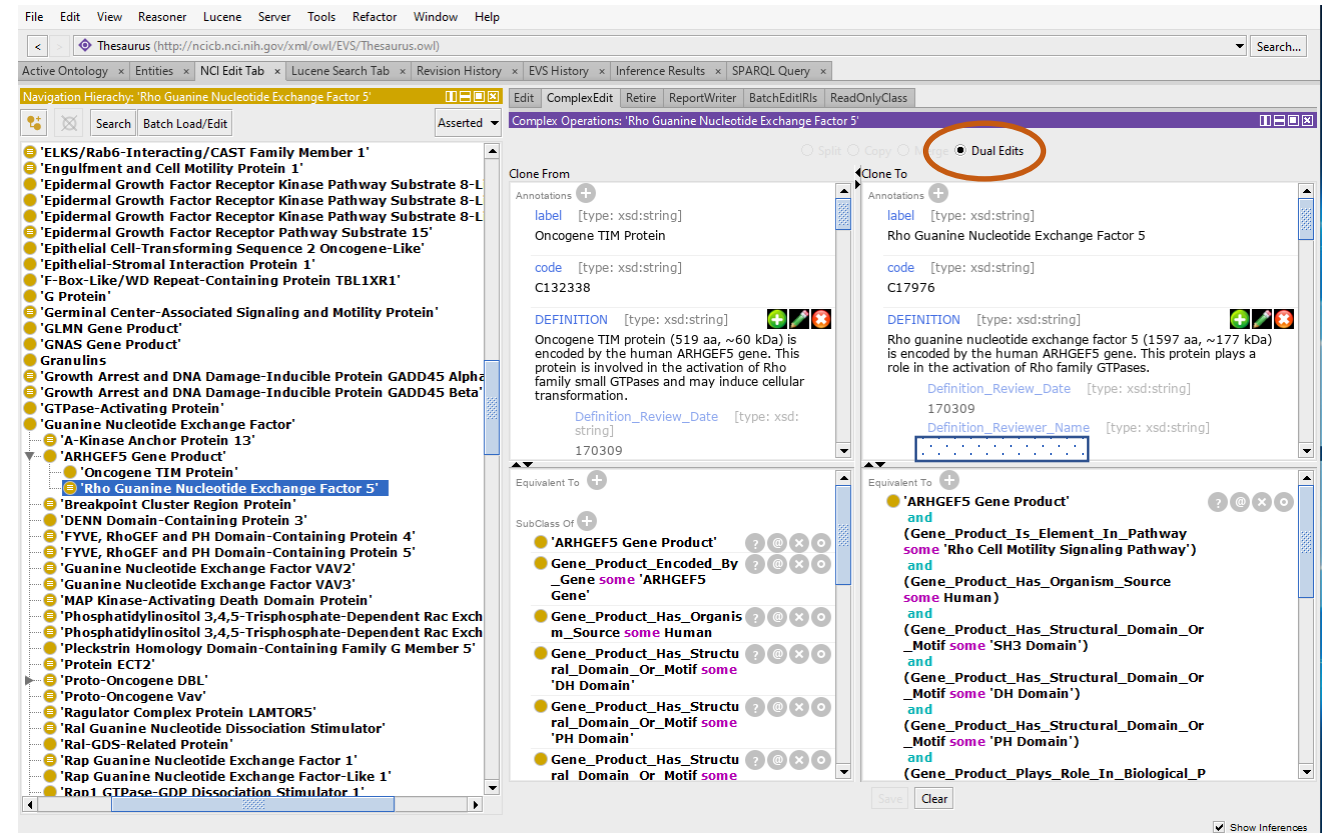 File Edit View Reasoner Lucene Server Tools Refactor Window Help
< > Thesaurus (http://ncicb.nci.nih.gov/xml/owl/EVS/Thesaurus.owl) Search...
Active Ontology × Entities × NCI Edit Tab × Lucene Search Tab × Revision History × EVS History × Inference Results × SPARQL Query ×
Navigation Hierachy: 'Rho Guanine Nucleotide Exchange Factor 5'
Search Batch Load/Edit Asserted
'ELKS/Rab6-Interacting/CAST Family Member 1'
'Engulfment and Cell Motility Protein 1'
'Epidermal Growth Factor Receptor Kinase Pathway Substrate 8-L
'Epidermal Growth Factor Receptor Kinase Pathway Substrate 8-L
'Epidermal Growth Factor Receptor Kinase Pathway Substrate 8-L
'Epidermal Growth Factor Receptor Pathway Substrate 15'
'Epithelial Cell-Transforming Sequence 2 Oncogene-Like'
'Epithelial-Stromal Interaction Protein 1'
'F-Box-Like/WD Repeat-Containing Protein TBL1XR1'
'G Protein'
'Germinal Center-Associated Signaling and Motility Protein'
'GLMN Gene Product'
'GNAS Gene Product'
Granulins
'Growth Arrest and DNA Damage-Inducible Protein GADD45 Alpha
'Growth Arrest and DNA Damage-Inducible Protein GADD45 Beta'
'GTPase-Activating Protein'
'Guanine Nucleotide Exchange Factor'
'A-Kinase Anchor Protein 13'
'ARHGEF5 Gene Product'
'Oncogene TIM Protein'
'Rho Guanine Nucleotide Exchange Factor 5'
'Breakpoint Cluster Region Protein'
'DENN Domain-Containing Protein 3'
'FYVE, RhoGEF and PH Domain-Containing Protein 4'
'FYVE, RhoGEF and PH Domain-Containing Protein 5'
'Guanine Nucleotide Exchange Factor VAV2'
'Guanine Nucleotide Exchange Factor VAV3'
'MAP Kinase-Activating Death Domain Protein'
'Phosphatidylinositol 3,4,5-Trisphosphate-Dependent Rac Exch
'Phosphatidylinositol 3,4,5-Trisphosphate-Dependent Rac Exch
'Pleckstrin Homology Domain-Containing Family G Member 5'
'Protein ECT2'
'Proto-Oncogene DBL'
'Proto-Oncogene Vav'
'Ragulator Complex Protein LAMTOR5'
'Ral Guanine Nucleotide Dissociation Stimulator'
'Ral-GDS-Related Protein'
'Rap Guanine Nucleotide Exchange Factor 1'
'Rap Guanine Nucleotide Exchange Factor-Like 1'
'Rap1 GTPase-GDP Dissociation Stimulator 1'
Edit ComplexEdit Retire ReportWriter BatchEditIRIs ReadOnlyClass
Complex Operations: 'Rho Guanine Nucleotide Exchange Factor 5'
Split Copy Merge Dual Edits
Clone From
Annotations
label [type: xsd:string]
Oncogene TIM Protein
code [type: xsd:string]
C132338
DEFINITION [type: xsd:string]
Oncogene TIM protein (519 aa, ~60 kDa) is
encoded by the human ARHGEF5 gene. This
protein is involved in the activation of Rho
family small GTPases and may induce cellular
transformation.
Definition_Review_Date [type: xsd:
string]
170309
Equivalent To
SubClass Of
'ARHGEF5 Gene Product'
Gene_Product_Encoded_By
_Gene some 'ARHGEF5
Gene'
Gene_Product_Has_Organis
m_Source some Human
Gene_Product_Has_Structu
ral_Domain_Or_Motif some
'DH Domain'
Gene_Product_Has_Structu
ral_Domain_Or_Motif some
'PH Domain'
Gene_Product_Has_Structu
ral_Domain_Or_Motif some
Clone To
Annotations
label [type: xsd:string]
Rho Guanine Nucleotide Exchange Factor 5
code [type: xsd:string]
C17976
DEFINITION [type: xsd:string]
Rho guanine nucleotide exchange factor 5 (1597 aa, ~177 kDa)
is encoded by the human ARHGEF5 gene. This protein plays a
role in the activation of Rho family GTPases.
Definition_Review_Date [type: xsd:string]
170309
Definition_Reviewer_Name [type: xsd:string]
Equivalent To
'ARHGEF5 Gene Product'
and
(Gene_Product_Is_Element_In_Pathway
some 'Rho Cell Motility Signaling Pathway')
and
(Gene_Product_Has_Organism_Source
some Human)
and
(Gene_Product_Has_Structural_Domain_Or
_Motif some 'SH3 Domain')
and
(Gene_Product_Has_Structural_Domain_Or
_Motif some 'DH Domain')
and
(Gene_Product_Has_Structural_Domain_Or
_Motif some 'PH Domain')
and
(Gene_Product_Plays_Role_In_Biological_P
Save Clear
Show Inferences